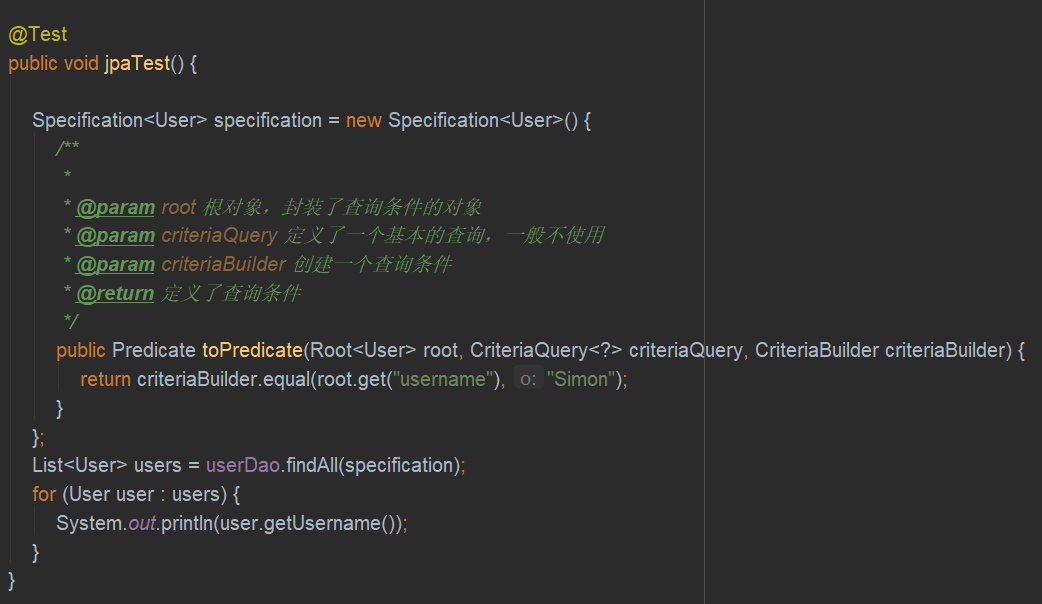 @Test
public void jpaTest() {
Specification<User> specification = new Specification<User>() {
/**
*
* @param root 根对象，封装了查询条件的对象
* @param criteriaQuery 定义了一个基本的查询，一般不使用
* @param criteriaBuilder 创建一个查询条件
* @return 定义了查询条件
*/
public Predicate toPredicate(Root<User> root, CriteriaQuery<?> criteriaQuery, CriteriaBuilder criteriaBuilder) {
return criteriaBuilder.equal(root.get("username"), o: "Simon");
}
};
List<User> users = userDao.findAll(specification);
for (User user : users) {
System.out.println(user.getUsername());
}
}